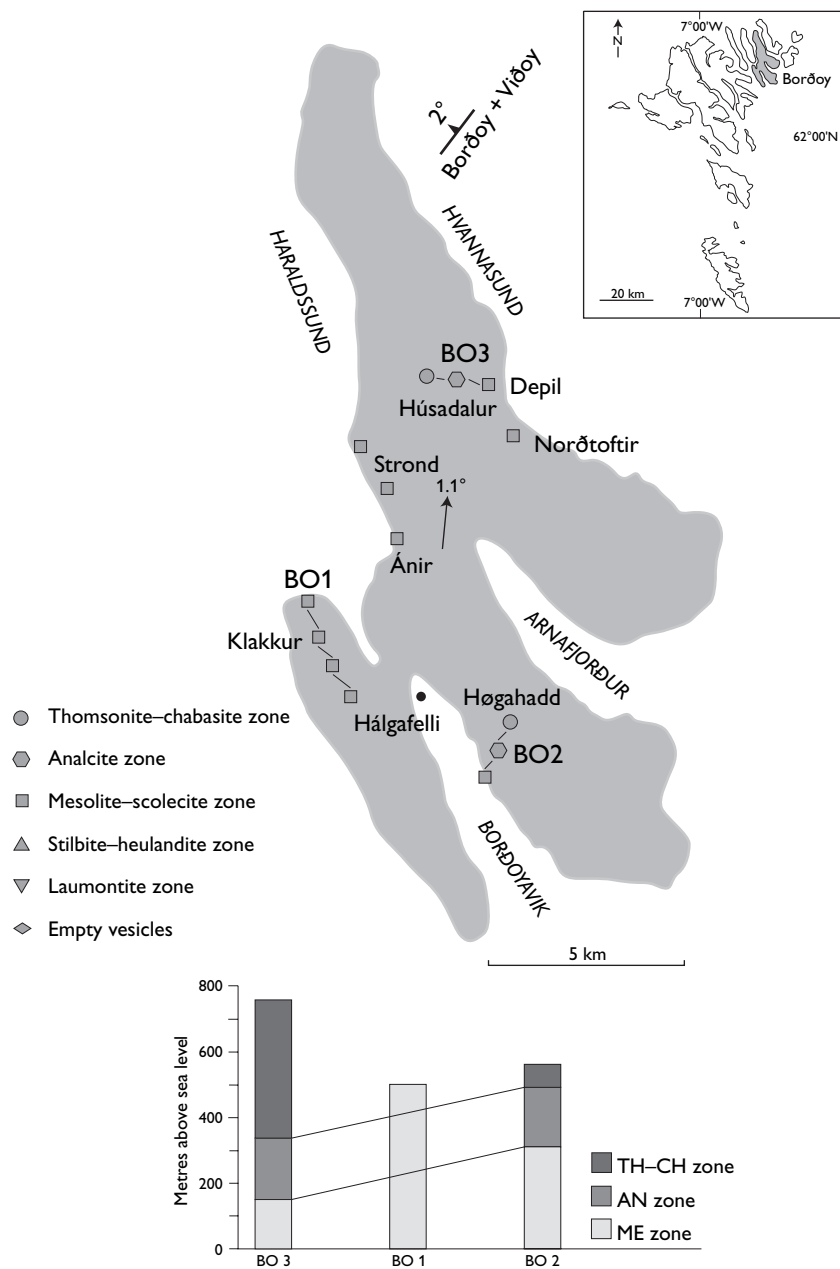 7°00'W
N
Borðoy
62°00'N
20 km
7°00'W
2°
Borðoy + Viðoy
HARALDSSUND
HVANNASUND
BO3
Depil
Húsadalur
Norðtoftir
Strond
1.1°
Ánir
BO1
Klakkur
ARNAFJORÐUR
Høgahadd
Hálgafelli
BO2
BORÐOYAVIK
Thomsonite–chabasite zone
Analcite zone
Mesolite–scolecite zone
Stilbite–heulandite zone
Laumontite zone
Empty vesicles
5 km
Metres above sea level
800
600
400
200
0
BO 3
BO 1
BO 2
TH–CH zone
AN zone
ME zone